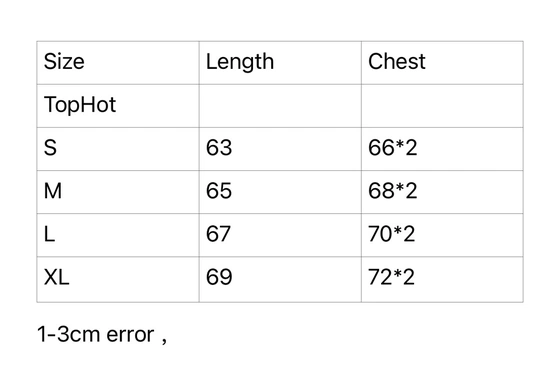 Size Length Chest
TopHot
S 63 66*2
M 65 68*2
L 67 70*2
XL 69 72*2
1-3cm error ,